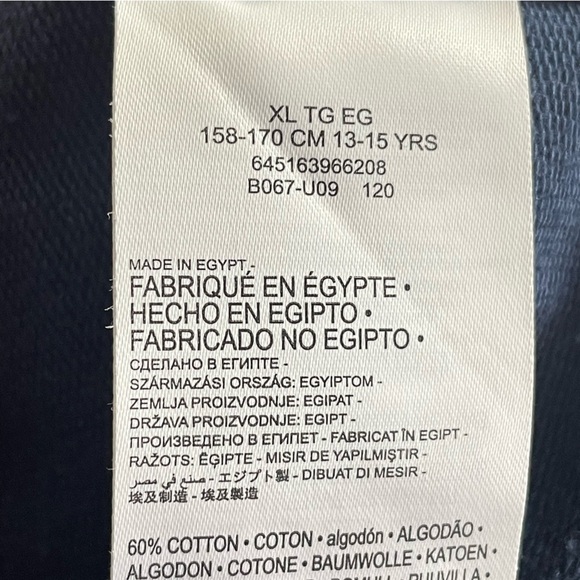 XL TG EG
158-170 CM 13-15 YRS
645163966208
B067-U09 120
MADE IN EGYPT -
FABRIQUÉ EN ÉGYPTE •
HECHO EN EGIPTO •
FABRICADO NO EGIPTO •
СДЕЛАНО В ЕГИПТЕ -
SZÁRMAZÁSI ORSZÁG: EGYIPTOM -
ZEMLJA PROIZVODNJE: EGIPAT -
DRŽAVA PROIZVODNJE: EGIPT -
ПРОИЗВЕДЕНО В ЕГИПЕТ - FABRICAT ÎN EGIPT -
RAŽOTS: ĒĢIPTE - MISIR DE YAPILMIŞTIR -
صنع في مصر - エジプト製 - DIBUAT DI MESIR -
埃及制造 - 埃及製造
60% COTTON • COTON • algodón • ALGODÃO •
ALGODON • COTONE • BAUMWOLLE • KATOEN •
PUUVILLA •